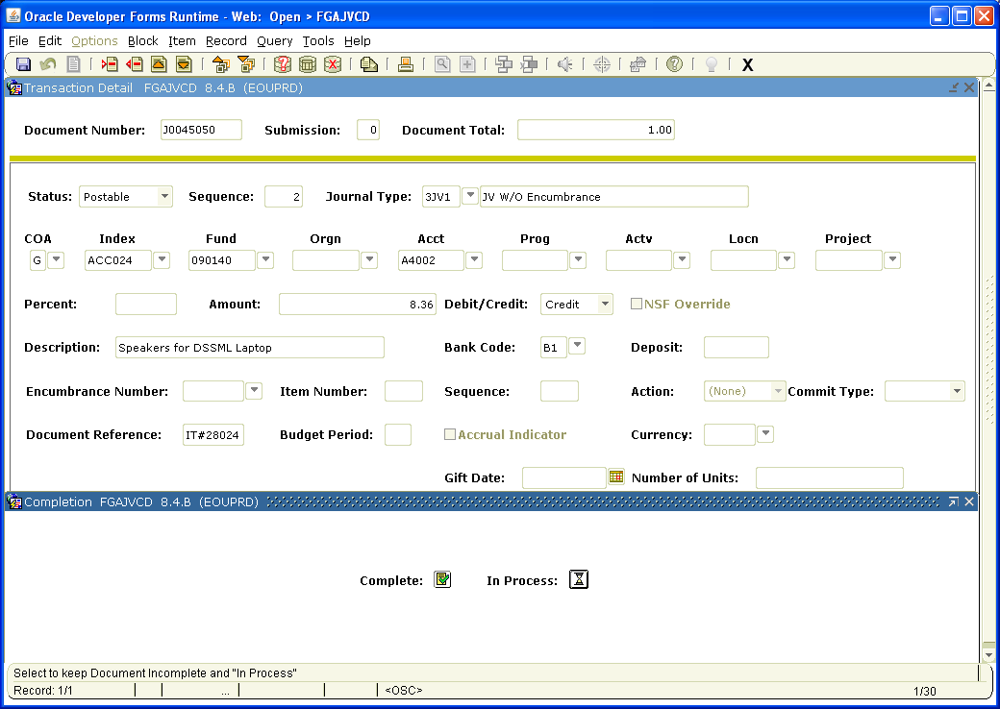 Oracle Developer Forms Runtime - Web: Open > FGAJVCD
File Edit Options Block Item Record Query Tools Help
X
Transaction Detail FGAJVCD 8.4.B (EOUPRD)
Document Number: J0045050 Submission: 0 Document Total: 1.00
Status: Postable Sequence: 2 Journal Type: 3JV1 JV W/O Encumbrance
COA Index Fund Orgn Acct Prog Actv Locn Project
G ACC024 090140 A4002
Percent: Amount: 8.36 Debit/Credit: Credit NSF Override
Description: Speakers for DSSML Laptop Bank Code: B1 Deposit:
Encumbrance Number: Item Number: Sequence: Action: (None) Commit Type:
Document Reference: IT#28024 Budget Period: Accrual Indicator Currency:
Gift Date: Number of Units:
Completion FGAJVCD 8.4.B (EOUPRD)
Complete: In Process:
Select to keep Document Incomplete and "In Process"
Record: 1/1 ... <OSC> 1/30